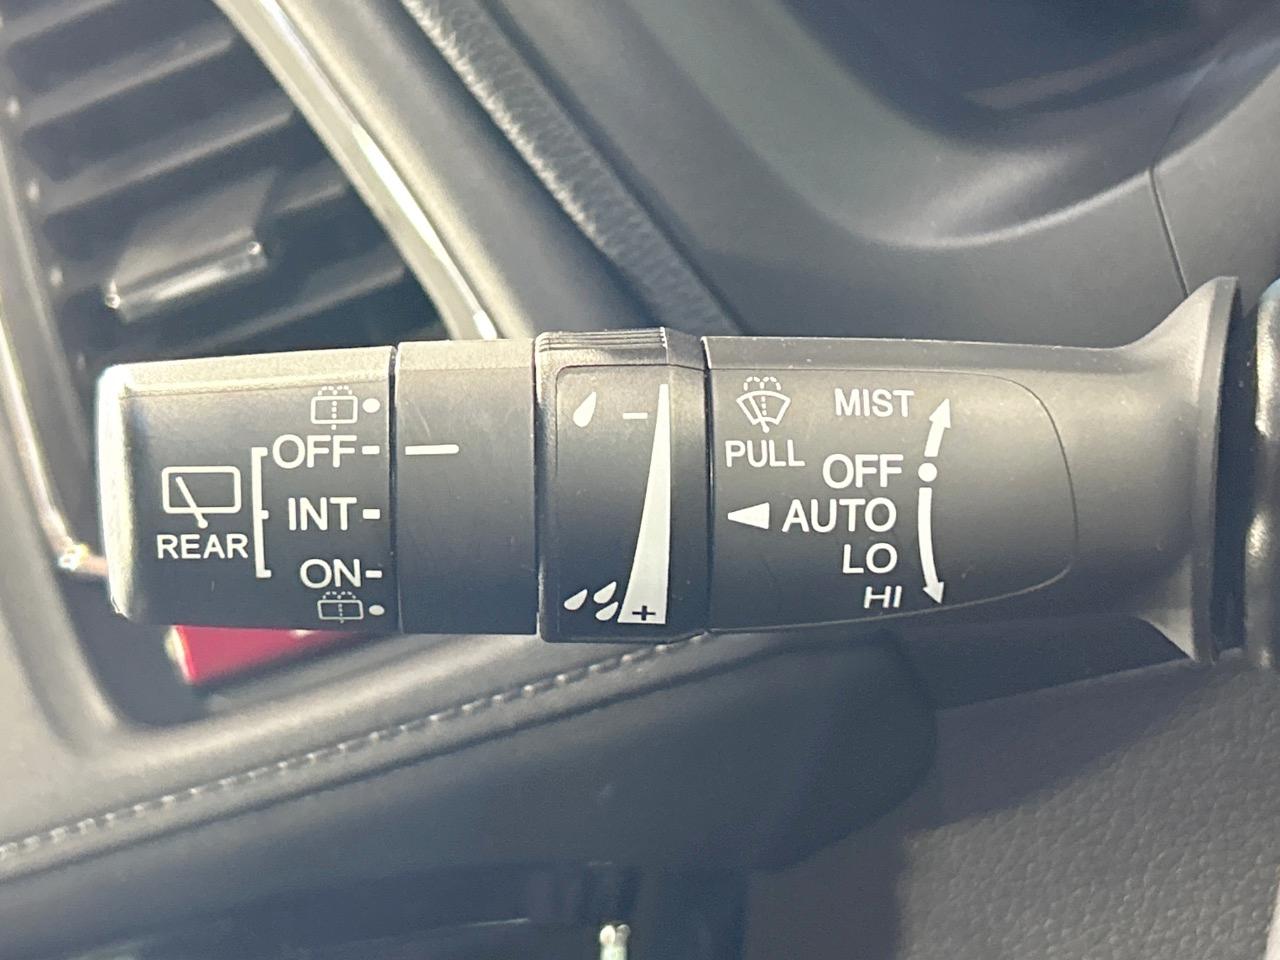 REAR
OFF
INT
ON
−
+
PULL
MIST
OFF
AUTO
LO
HI